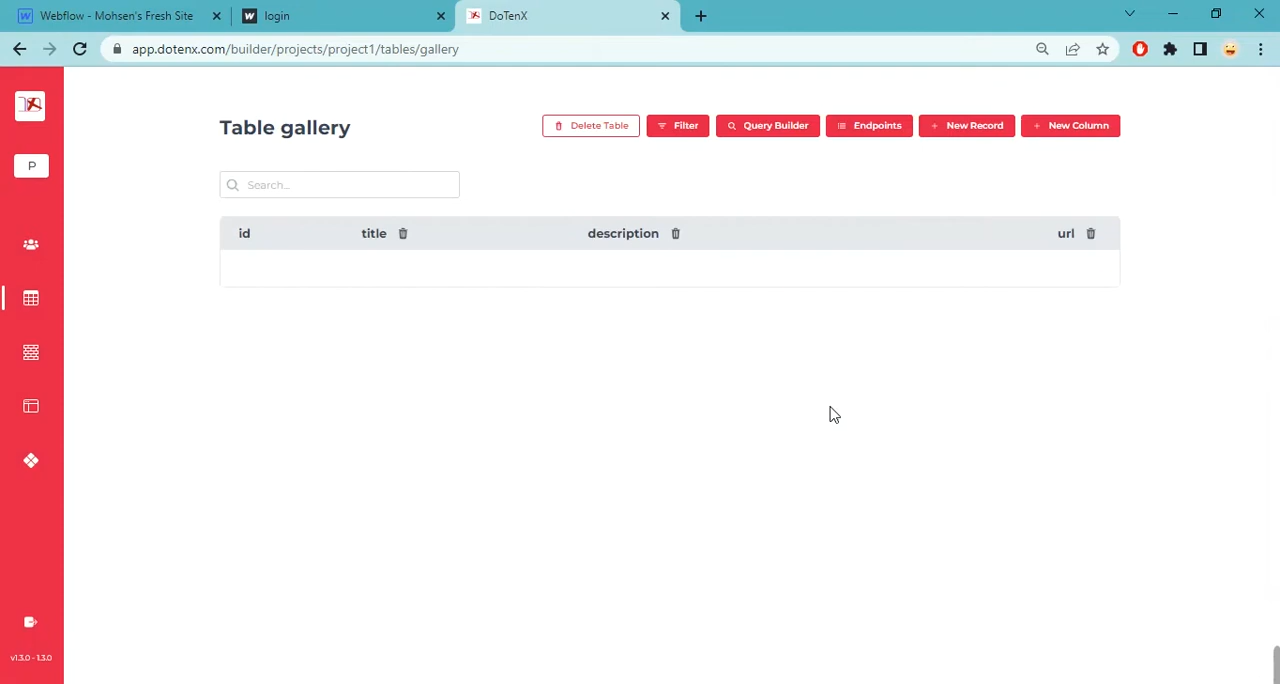 Webflow - Mohsen's Fresh Site
login
DoTenX
app.dotenx.com/builder/projects/project1/tables/gallery
P
Table gallery
Delete Table
Filter
Query Builder
Endpoints
New Record
New Column
Search...
id title description url
v1.3.0 - 1.3.0